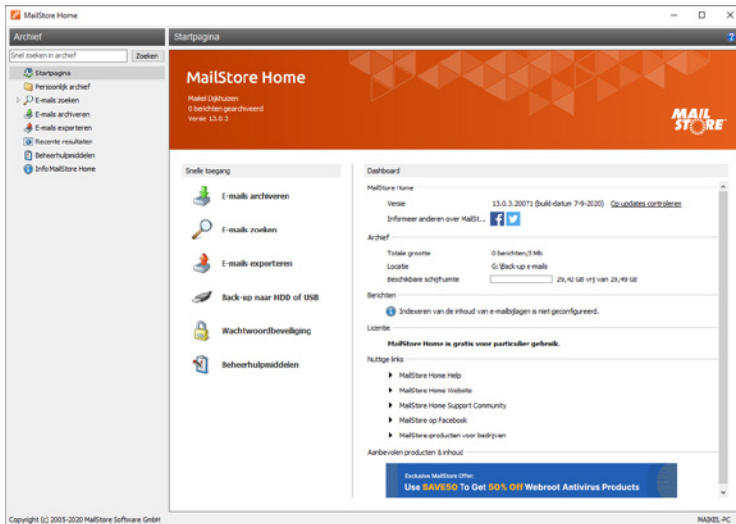 MailStore Home
Archief
Snel zoeken in archief
Zoeken
Startpagina
Persoonlijk archief
E-mails zoeken
E-mails archiveren
E-mails exporteren
Recente resultaten
Beheerhulpmiddelen
Info MailStore Home
Startpagina
MailStore Home
Maikel Dijkhuizen
0 berichten gearchiveerd
Versie 13.0.3
MAIL
STORE
Snelle toegang
E-mails archiveren
E-mails zoeken
E-mails exporteren
Back-up naar HDD of USB
Wachtwoordbeveiliging
Beheerhulpmiddelen
Dashboard
MailStore Home
Versie 13.0.3.20071 (build-datum 7-9-2020) Op updates controleren
Informeer anderen over MailSt...
Archief
Totale grootte 0 berichten/3 Mb
Locatie G:\Back-up e-mails
Beschikbare schijfruimte 29,42 GB vrij van 29,49 GB
Berichten
Indexeren van de inhoud van e-mailbijlagen is niet geconfigureerd.
Licentie
MailStore Home is gratis voor particulier gebruik.
Nuttige links
MailStore Home Help
MailStore Home Website
MailStore Home Support Community
MailStore op Facebook
MailStore-producten voor bedrijven
Aanbevolen producten & inhoud
Exclusive MailStore Offer:
Use SAVE50 To Get 50% Off Webroot Antivirus Products
Copyright (c) 2005-2020 MailStore Software GmbH
MAIKEL-PC